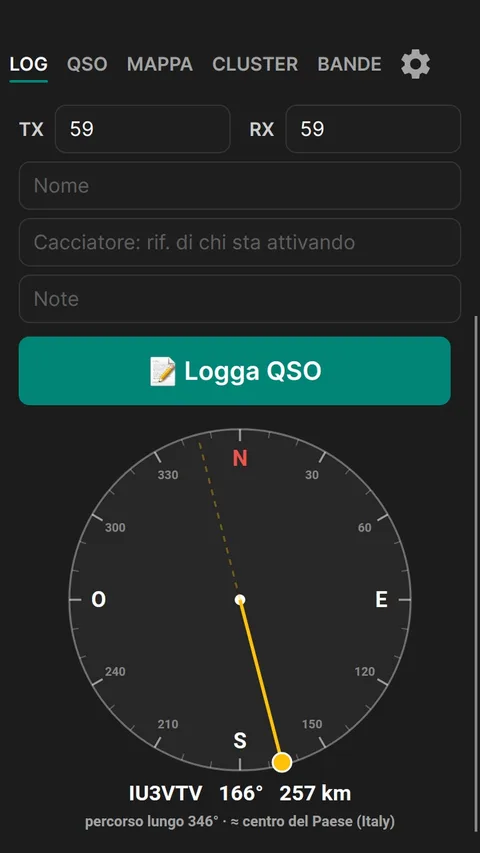 LOG QSO MAPPA CLUSTER BANDE
TX 59 RX 59
Nome
Cacciatore: rif. di chi sta attivando
Note
📝 Logga QSO
N
330 30
300 60
O E
240 120
210 150
S
IU3VTV 166° 257 km
percorso lungo 346° · ≈ centro del Paese (Italy)